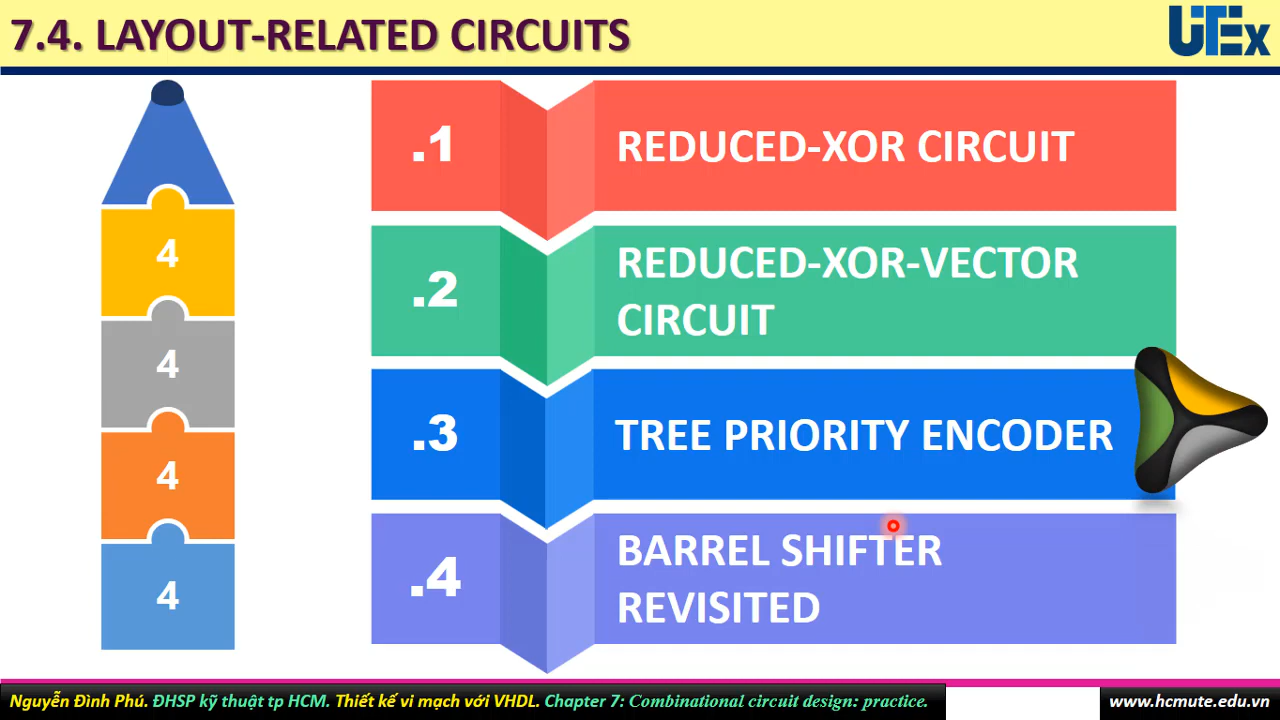 7.4. LAYOUT-RELATED CIRCUITS
UTEx
4
4
4
4
.1
REDUCED-XOR CIRCUIT
.2
REDUCED-XOR-VECTOR
CIRCUIT
.3
TREE PRIORITY ENCODER
.4
BARREL SHIFTER
REVISITED
Nguyễn Đình Phú. ĐHSP kỹ thuật tp HCM. Thiết kế vi mạch với VHDL. Chapter 7: Combinational circuit design: practice.
www.hcmute.edu.vn